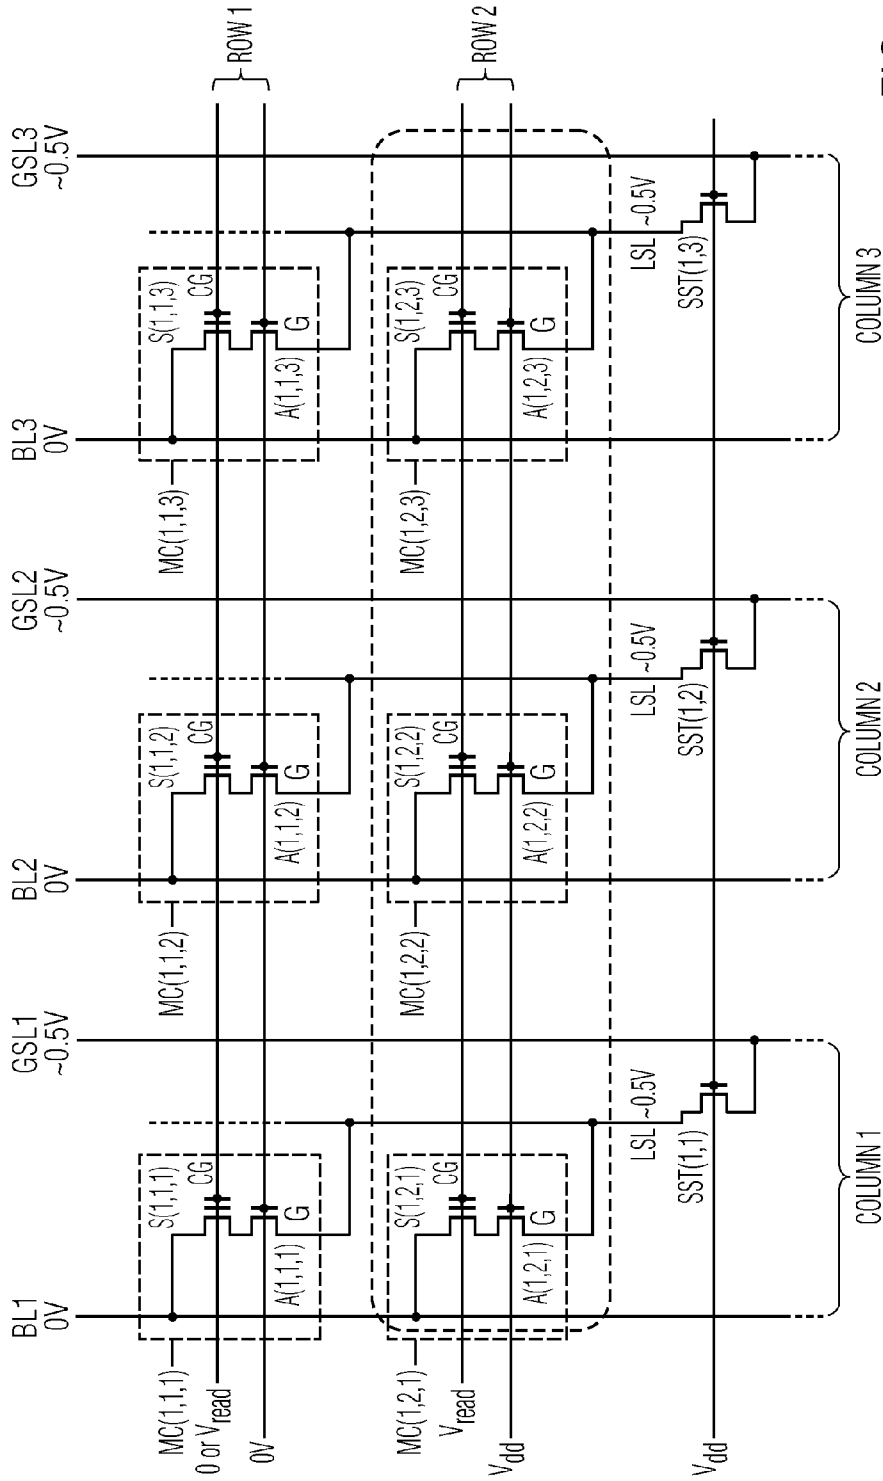 BL1
0V
GSL1
~0.5V
BL2
0V
GSL2
~0.5V
BL3
0V
GSL3
~0.5V
MC(1,1,1)
S(1,1,1)
CG
G
A(1,1,1)
MC(1,1,2)
S(1,1,2)
CG
G
A(1,1,2)
MC(1,1,3)
S(1,1,3)
CG
G
A(1,1,3)
0 or Vread
0V
ROW 1
MC(1,2,1)
S(1,2,1)
CG
G
A(1,2,1)
MC(1,2,2)
S(1,2,2)
CG
G
A(1,2,2)
MC(1,2,3)
S(1,2,3)
CG
G
A(1,2,3)
Vread
Vdd
ROW 2
LSL ~0.5V
SST(1,1)
LSL ~0.5V
SST(1,2)
LSL ~0.5V
SST(1,3)
Vdd
COLUMN 1
COLUMN 2
COLUMN 3